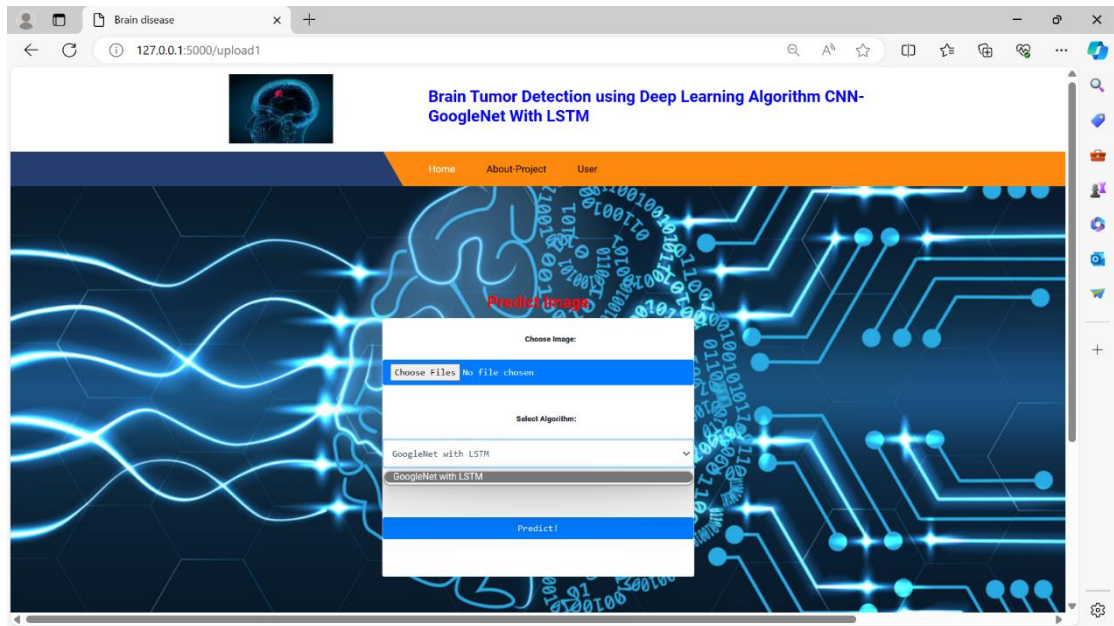 Brain disease
127.0.0.1:5000/upload1
Brain Tumor Detection using Deep Learning Algorithm CNN-
GoogleNet With LSTM
Home About-Project User
Predict Image
Choose Image:
Choose Files No file chosen
Select Algorithm:
GoogleNet with LSTM
GoogleNet with LSTM
Predict!